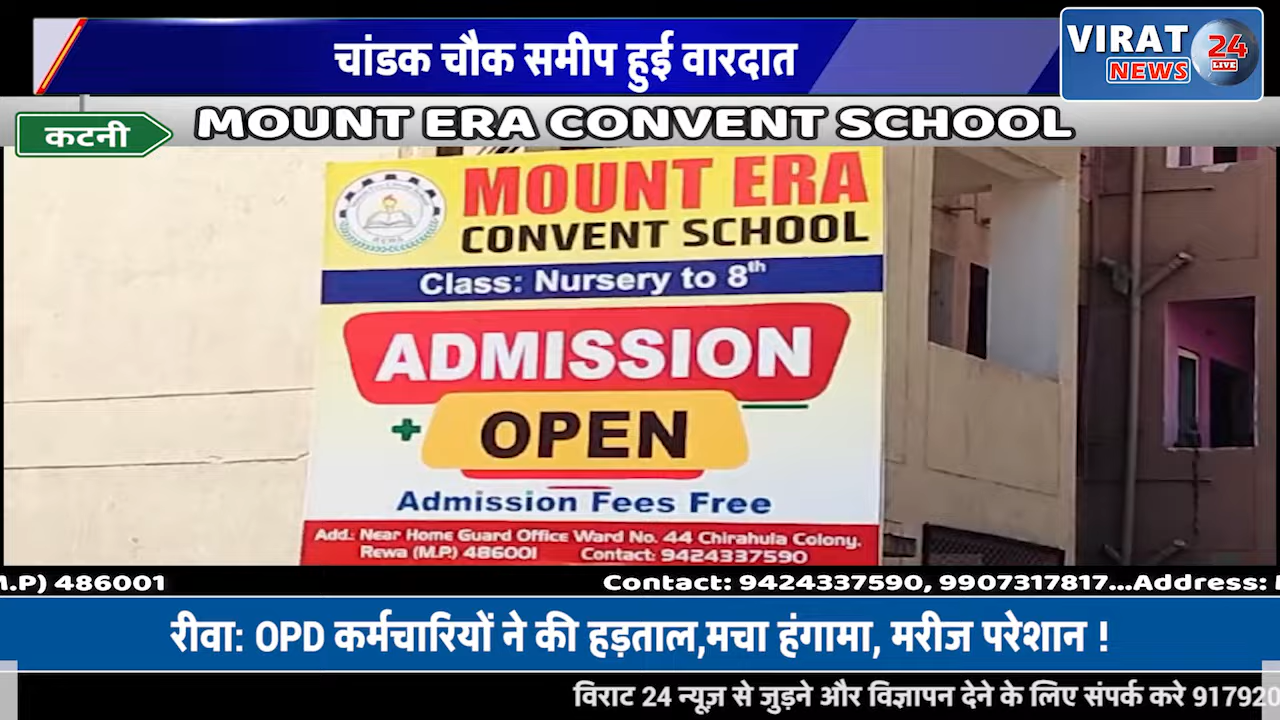 चांडक चौक समीप हुई वारदात
VIRAT
NEWS
24
LIVE
कटनी
MOUNT ERA CONVENT SCHOOL
MOUNT ERA
CONVENT SCHOOL
REWA
Class: Nursery to 8th
ADMISSION
+ OPEN
Admission Fees Free
Add.: Near Home Guard Office Ward No. 44 Chirahula Colony.
Rewa (M.P.) 486001 Contact: 9424337590
M.P) 486001 Contact: 9424337590, 9907317817...Address:
रीवा: OPD कर्मचारियों ने की हड़ताल,मचा हंगामा, मरीज परेशान !
विराट 24 न्यूज़ से जुड़ने और विज्ञापन देने के लिए संपर्क करे 917920